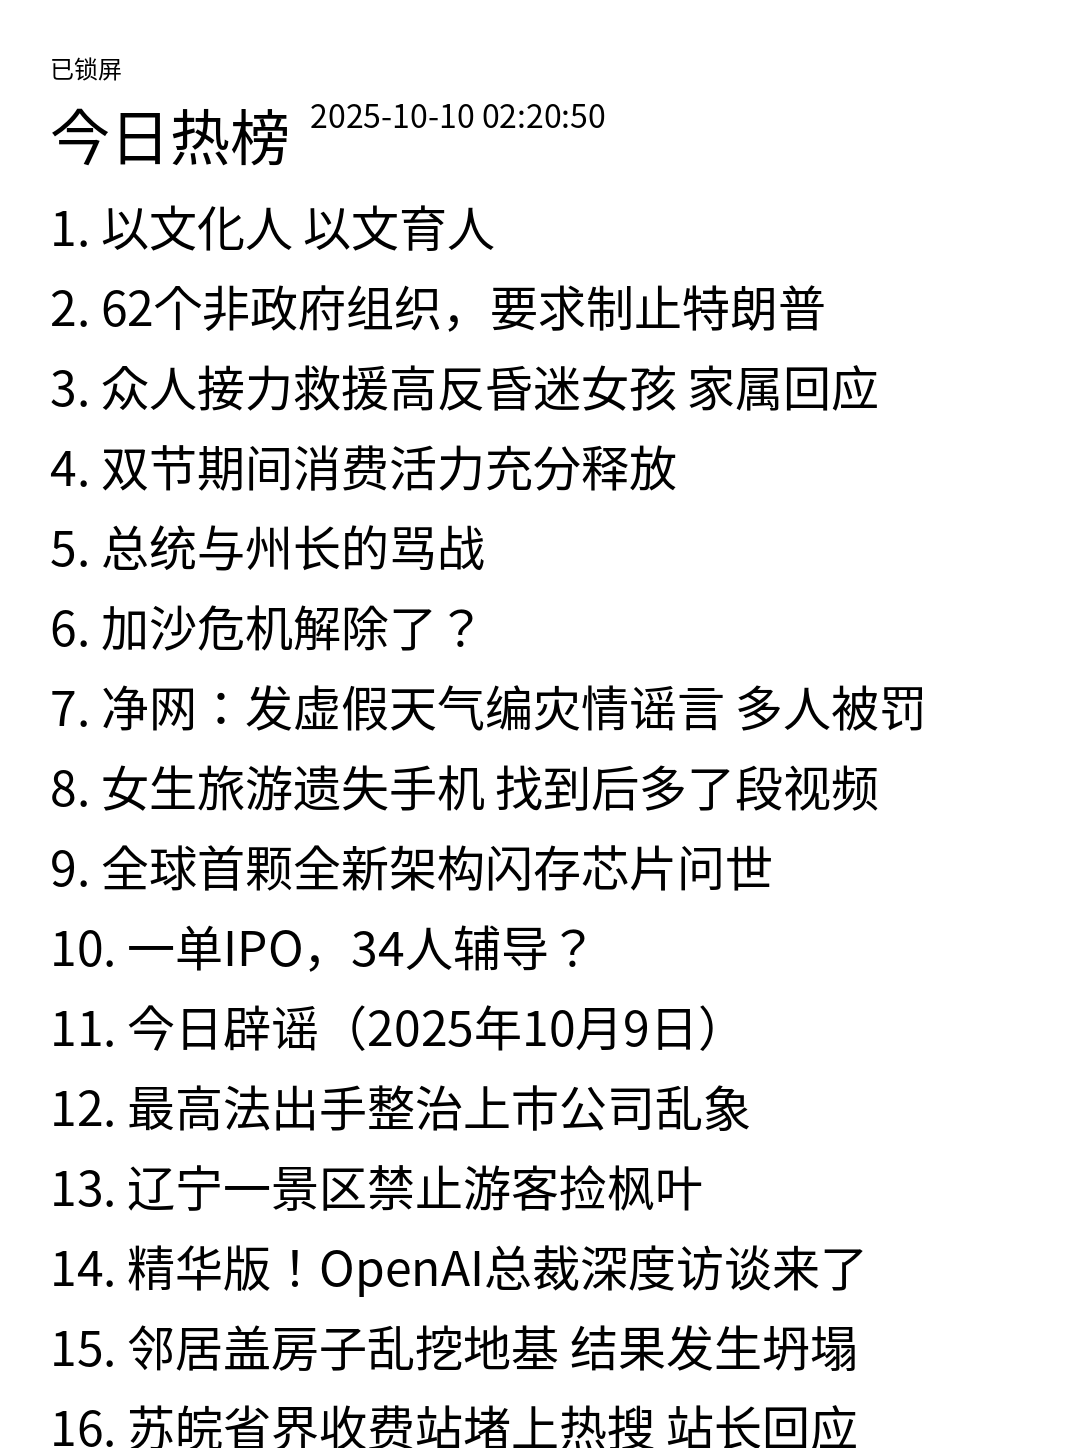 已锁屏
今日热榜 2025-10-10 02:20:50
1. 以文化人 以文育人
2. 62个非政府组织，要求制止特朗普
3. 众人接力救援高反昏迷女孩 家属回应
4. 双节期间消费活力充分释放
5. 总统与州长的骂战
6. 加沙危机解除了？
7. 净网：发虚假天气编灾情谣言 多人被罚
8. 女生旅游遗失手机 找到后多了段视频
9. 全球首颗全新架构闪存芯片问世
10. 一单IPO，34人辅导？
11. 今日辟谣（2025年10月9日）
12. 最高法出手整治上市公司乱象
13. 辽宁一景区禁止游客捡枫叶
14. 精华版！OpenAI总裁深度访谈来了
15. 邻居盖房子乱挖地基 结果发生坍塌
16. 苏皖省界收费站堵上热搜 站长回应